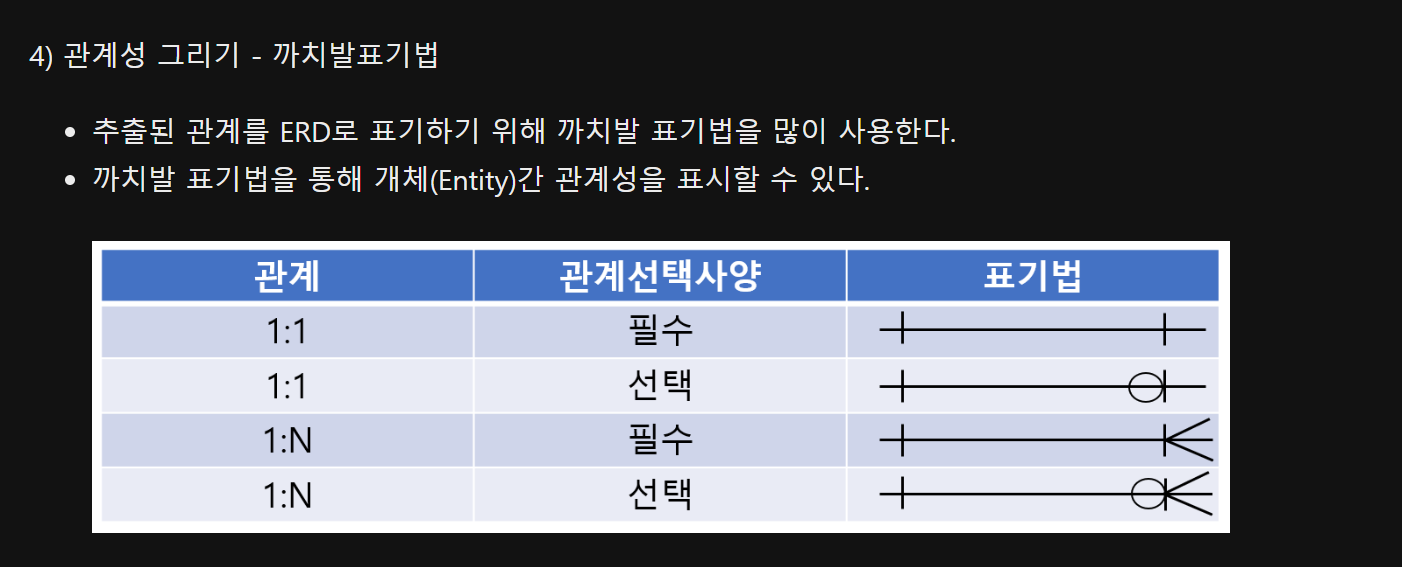 4) 관계성 그리기 - 까치발표기법
• 추출된 관계를 ERD로 표기하기 위해 까치발 표기법을 많이 사용한다.
• 까치발 표기법을 통해 개체(Entity)간 관계성을 표시할 수 있다.
관계 관계선택사양 표기법
1:1 필수
1:1 선택
1:N 필수
1:N 선택